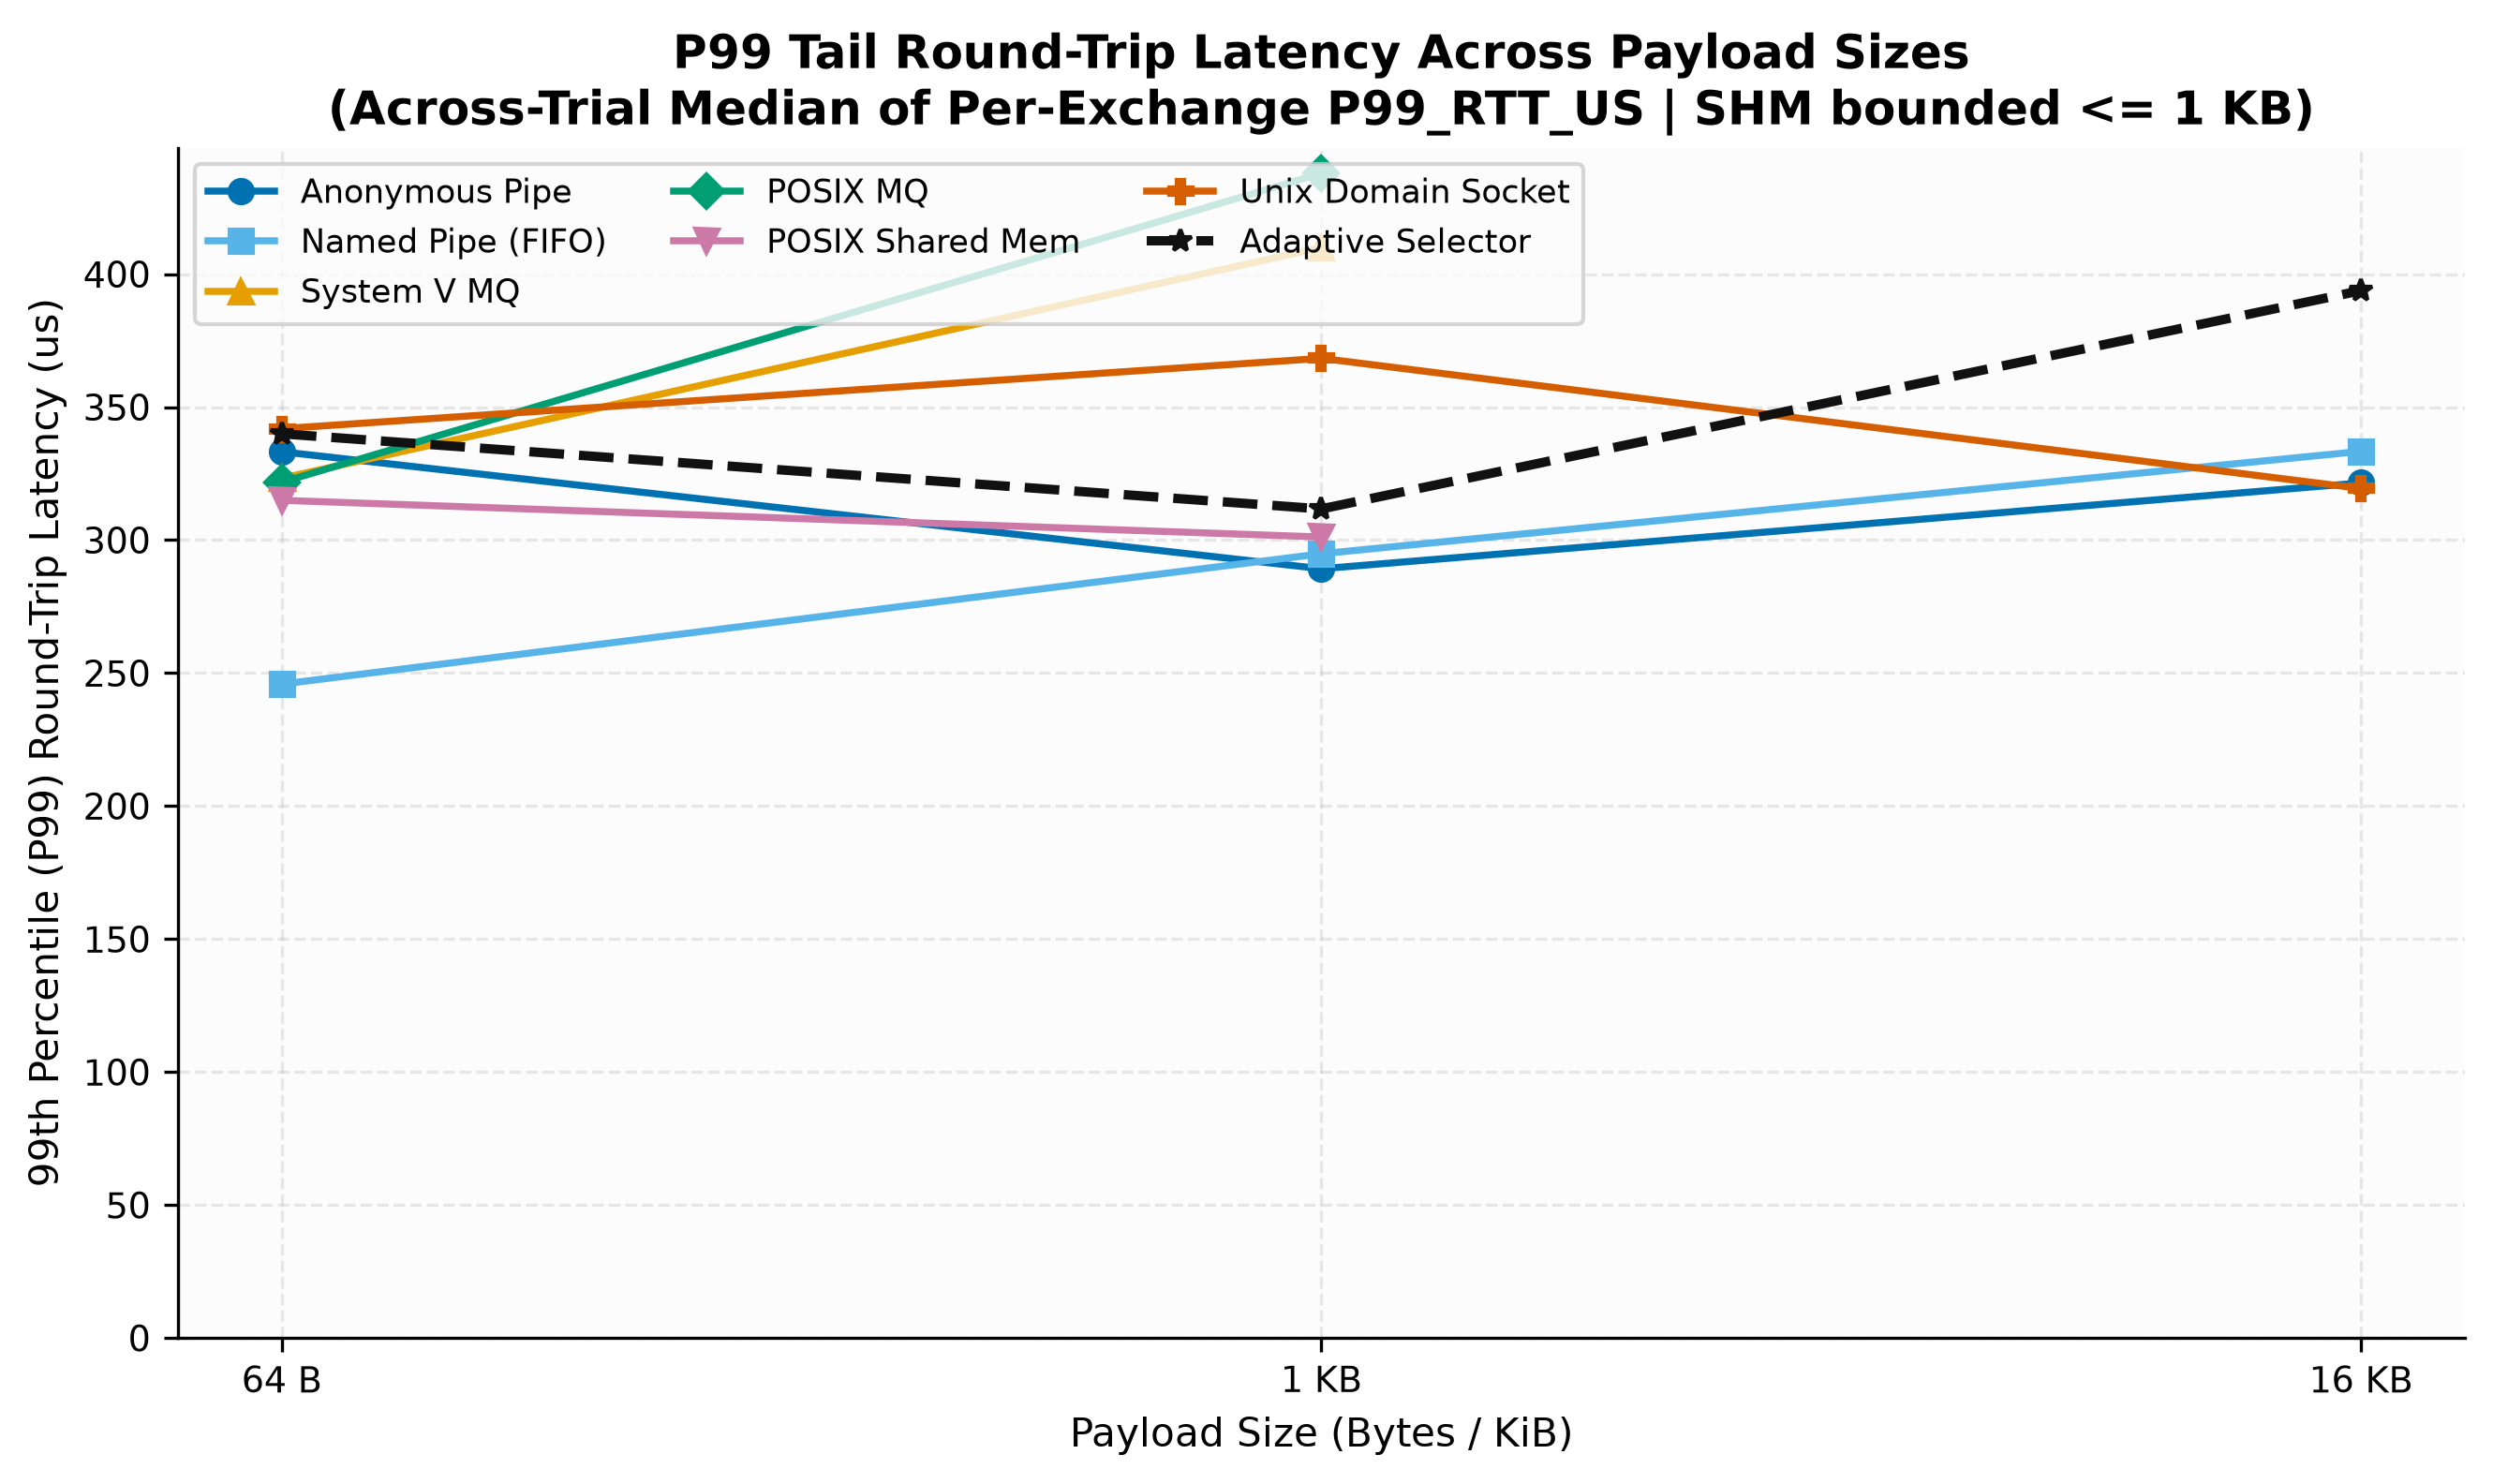 P99 Tail Round-Trip Latency Across Payload Sizes
(Across-Trial Median of Per-Exchange P99_RTT_US | SHM bounded <= 1 KB)
Anonymous Pipe
Named Pipe (FIFO)
System V MQ
POSIX MQ
POSIX Shared Mem
Unix Domain Socket
Adaptive Selector
99th Percentile (P99) Round-Trip Latency (us)
400
350
300
250
200
150
100
50
0
64 B
1 KB
16 KB
Payload Size (Bytes / KiB)